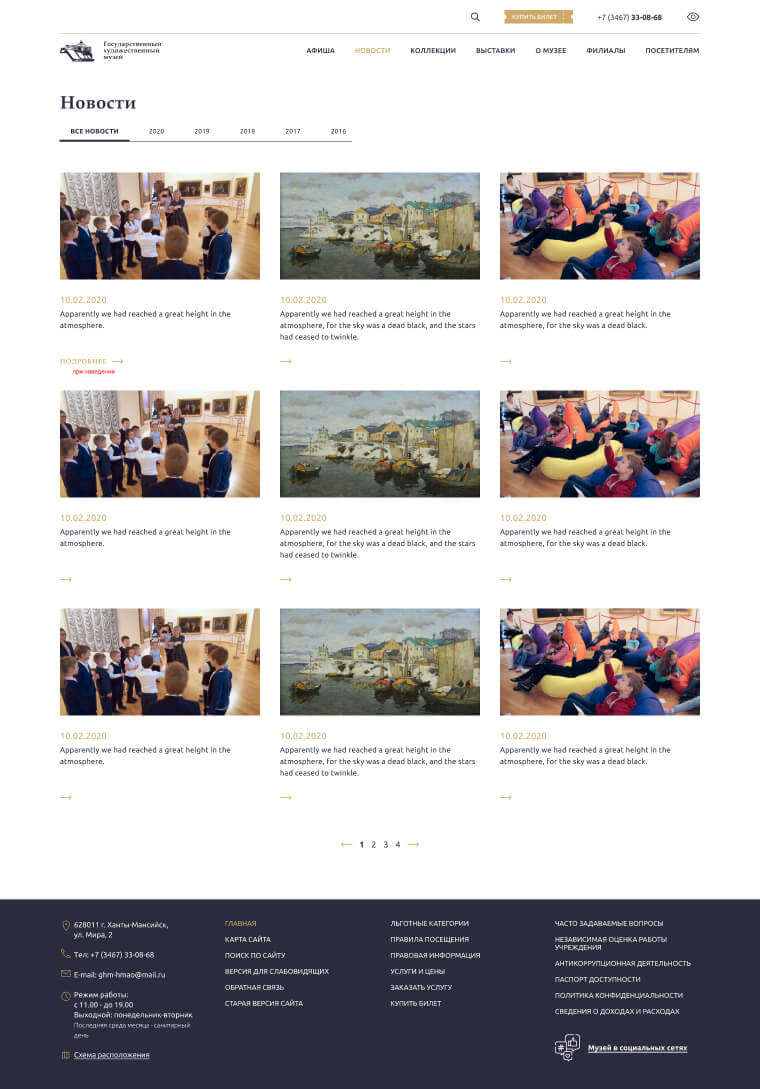 КУПИТЬ БИЛЕТ
+7 (3467) 33-08-68
Государственный
художественный
музей
АФИША НОВОСТИ КОЛЛЕКЦИИ ВЫСТАВКИ О МУЗЕЕ ФИЛИАЛЫ ПОСЕТИТЕЛЯМ
Новости
ВСЕ НОВОСТИ 2020 2019 2018 2017 2016
10.02.2020
Apparently we had reached a great height in the
atmosphere.
ПОДРОБНЕЕ
при наведении
10.02.2020
Apparently we had reached a great height in the
atmosphere, for the sky was a dead black, and the stars
had ceased to twinkle.
10.02.2020
Apparently we had reached a great height in the
atmosphere, for the sky was a dead black.
10.02.2020
Apparently we had reached a great height in the
atmosphere.
10.02.2020
Apparently we had reached a great height in the
atmosphere, for the sky was a dead black, and the stars
had ceased to twinkle.
10.02.2020
Apparently we had reached a great height in the
atmosphere, for the sky was a dead black.
10.02.2020
Apparently we had reached a great height in the
atmosphere.
10.02.2020
Apparently we had reached a great height in the
atmosphere, for the sky was a dead black, and the stars
had ceased to twinkle.
10.02.2020
Apparently we had reached a great height in the
atmosphere, for the sky was a dead black.
1 2 3 4
628011 г. Ханты-Мансийск,
ул. Мира, 2
Тел: +7 (3467) 33-08-68
E-mail: ghm-hmao@mail.ru
Режим работы:
с 11.00 - до 19.00
Выходной: понедельник-вторник
Последняя среда месяца - санитарный
день
Схема расположения
ГЛАВНАЯ
КАРТА САЙТА
ПОИСК ПО САЙТУ
ВЕРСИЯ ДЛЯ СЛАБОВИДЯЩИХ
ОБРАТНАЯ СВЯЗЬ
СТАРАЯ ВЕРСИЯ САЙТА
ЛЬГОТНЫЕ КАТЕГОРИИ
ПРАВИЛА ПОСЕЩЕНИЯ
ПРАВОВАЯ ИНФОРМАЦИЯ
УСЛУГИ И ЦЕНЫ
ЗАКАЗАТЬ УСЛУГУ
КУПИТЬ БИЛЕТ
ЧАСТО ЗАДАВАЕМЫЕ ВОПРОСЫ
НЕЗАВИСИМАЯ ОЦЕНКА РАБОТЫ
УЧРЕЖДЕНИЯ
АНТИКОРРУПЦИОННАЯ ДЕЯТЕЛЬНОСТЬ
ПАСПОРТ ДОСТУПНОСТИ
ПОЛИТИКА КОНФИДЕНЦИАЛЬНОСТИ
СВЕДЕНИЯ О ДОХОДАХ И РАСХОДАХ
#
Музей в социальных сетях